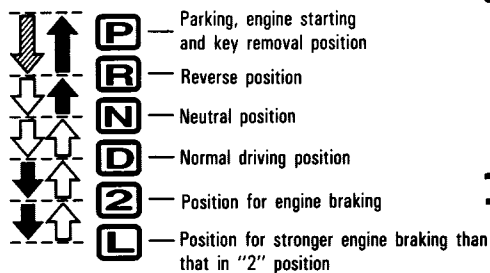 P — Parking, engine starting
and key removal position
R — Reverse position
N — Neutral position
D — Normal driving position
2 — Position for engine braking
L — Position for stronger engine braking than
that in "2" position